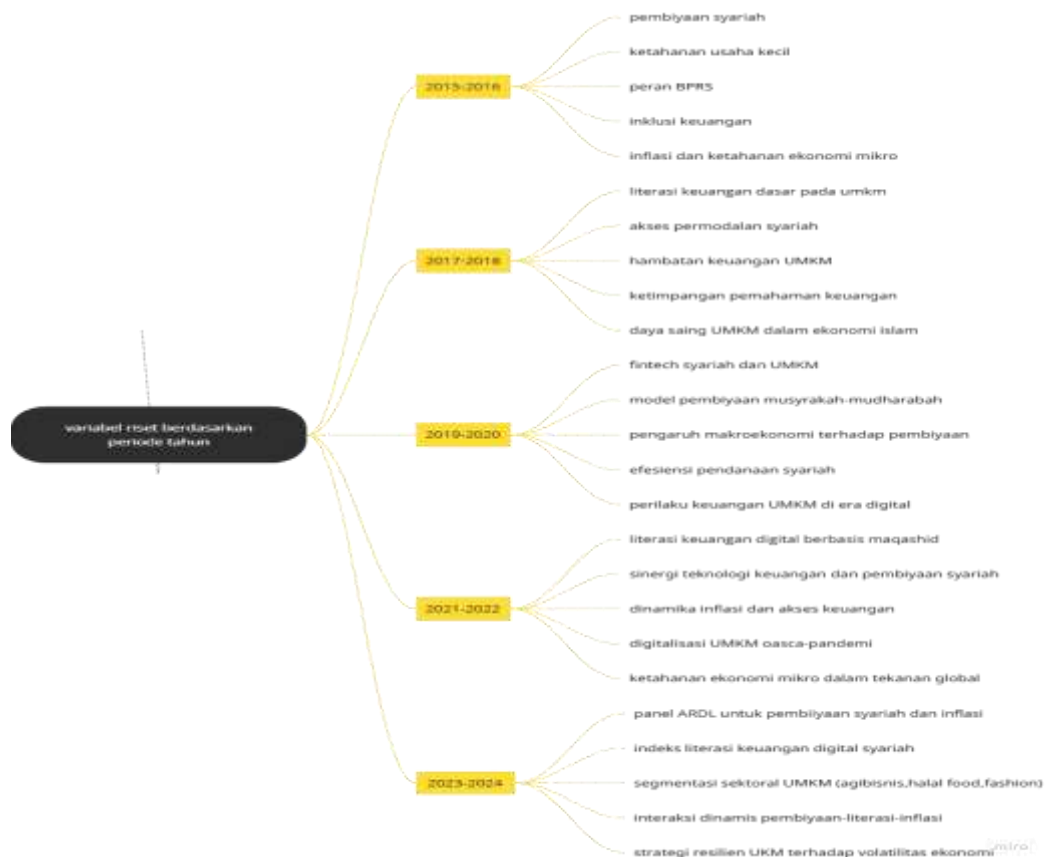 variabel riset berdasarkan
periode tahun
2015-2016
pembiyaan syariah
ketahanan usaha kecil
peran BPRS
inklusi keuangan
inflasi dan ketahanan ekonomi mikro
2017-2018
literasi keuangan dasar pada umkm
akses permodalan syariah
hambatan keuangan UMKM
ketimpangan pemahaman keuangan
daya saing UMKM dalam ekonomi islam
2019-2020
fintech syariah dan UMKM
model pembiyaan musyrakah-mudharabah
pengaruh makroekonomi terhadap pembiyaan
efesiensi pendanaan syariah
perilaku keuangan UMKM di era digital
2021-2022
literasi keuangan digital berbasis maqashid
sinergi teknologi keuangan dan pembiyaan syariah
dinamika inflasi dan akses keuangan
digitalisasi UMKM oasca-pandemi
ketahanan ekonomi mikro dalam tekanan global
2023-2024
panel ARDL untuk pembiiyaan syariah dan inflasi
indeks literasi keuangan digital syariah
segmentasi sektoral UMKM (agibisnis,halal food,fashion)
interaksi dinamis pembiyaan-literasi-inflasi
strategi resilien UKM terhadap volatilitas ekonomi
miro